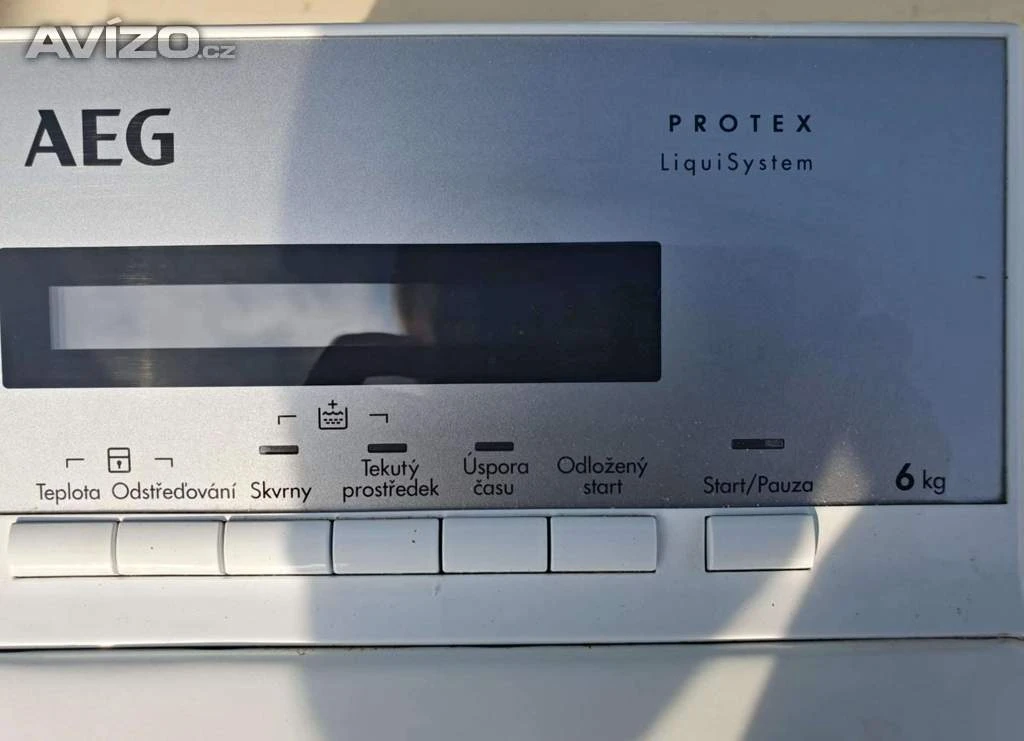 AVÍZO.cz
AEG
PROTEX
LiquiSystem
Teplota
Odstřeďování
Skvrny
Tekutý
prostředek
Úspora
času
Odložený
start
Start/Pauza
6 kg